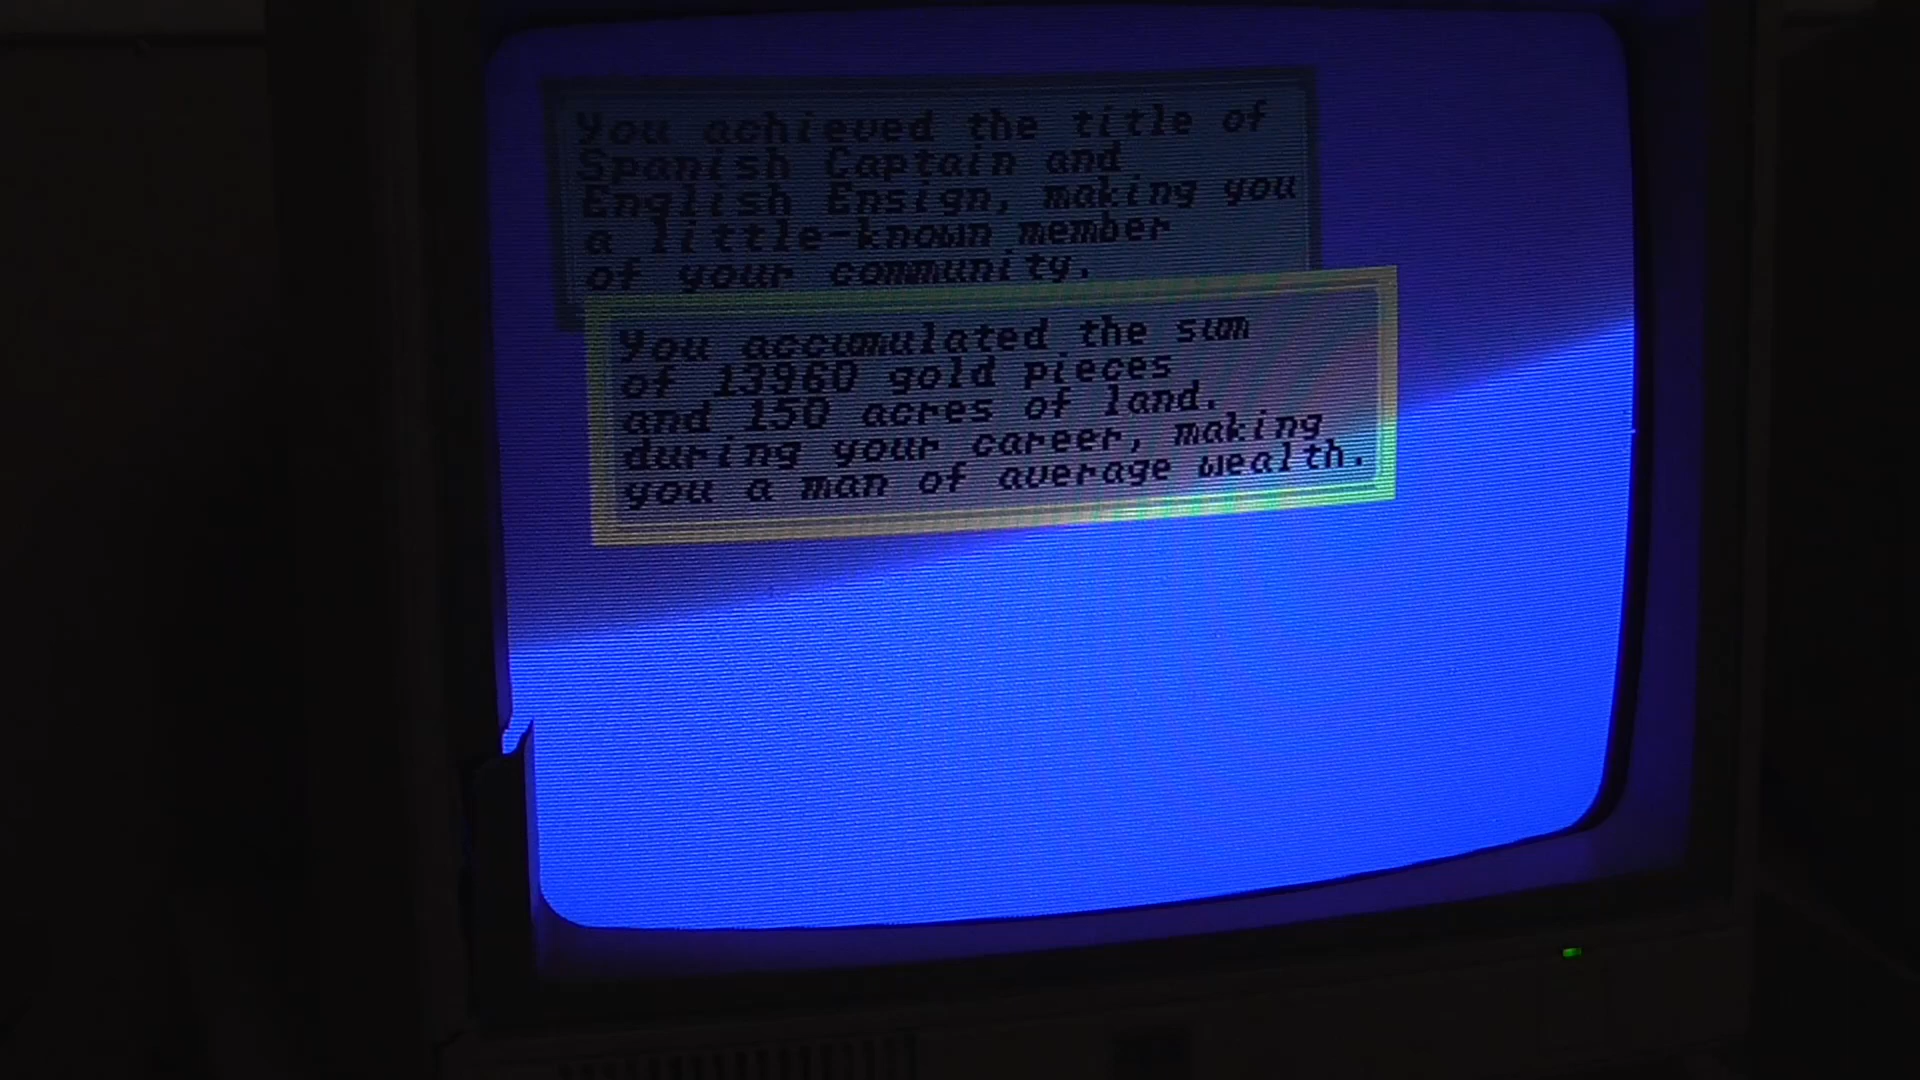 You achieved the title of
Spanish Captain and
English Ensign, making you
a little-known member
of your community.
You accumulated the sum
of 13960 gold pieces
and 150 acres of land.
during your career, making
you a man of average wealth.